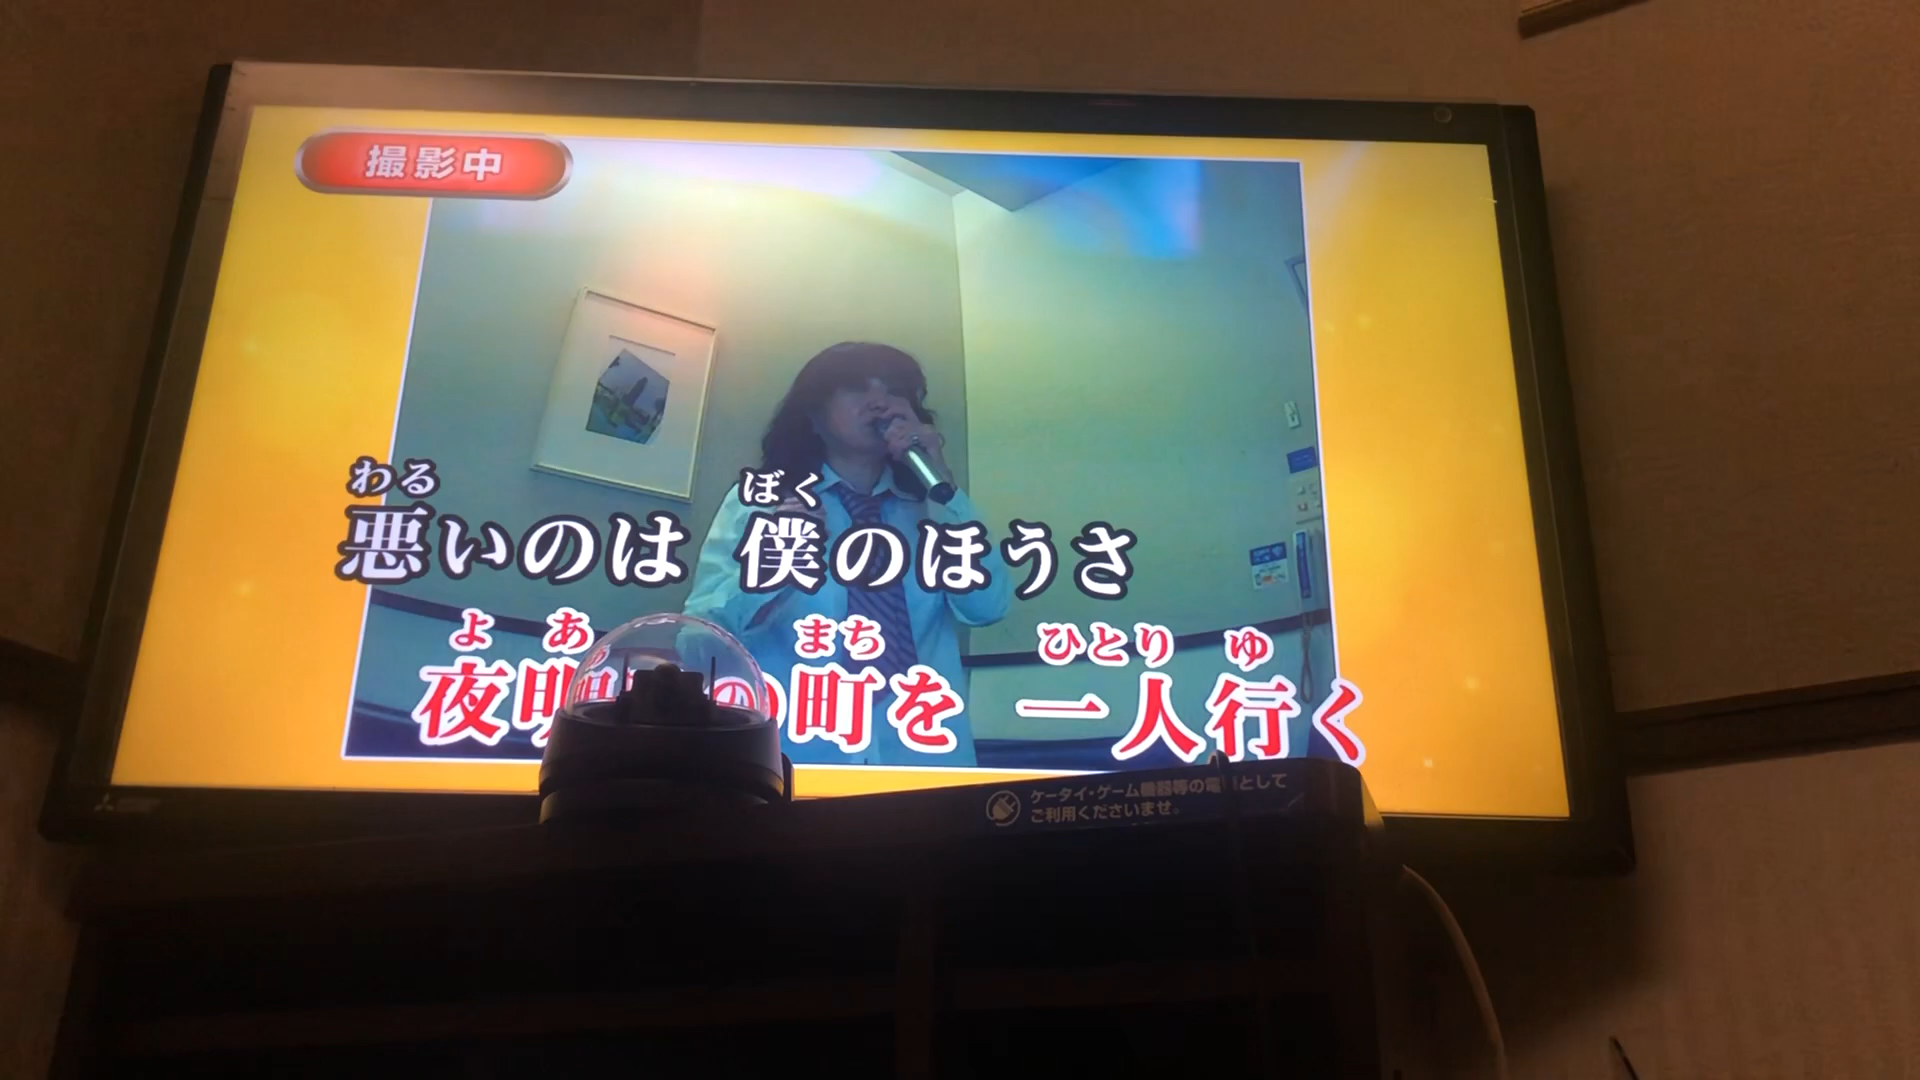 撮影中
わる ぼく
悪いのは 僕のほうさ
よ あ まち ひとり ゆ
夜明 の町を 一人行く
ケータイ・ゲーム機器等の電 として
ご利用くださいませ。